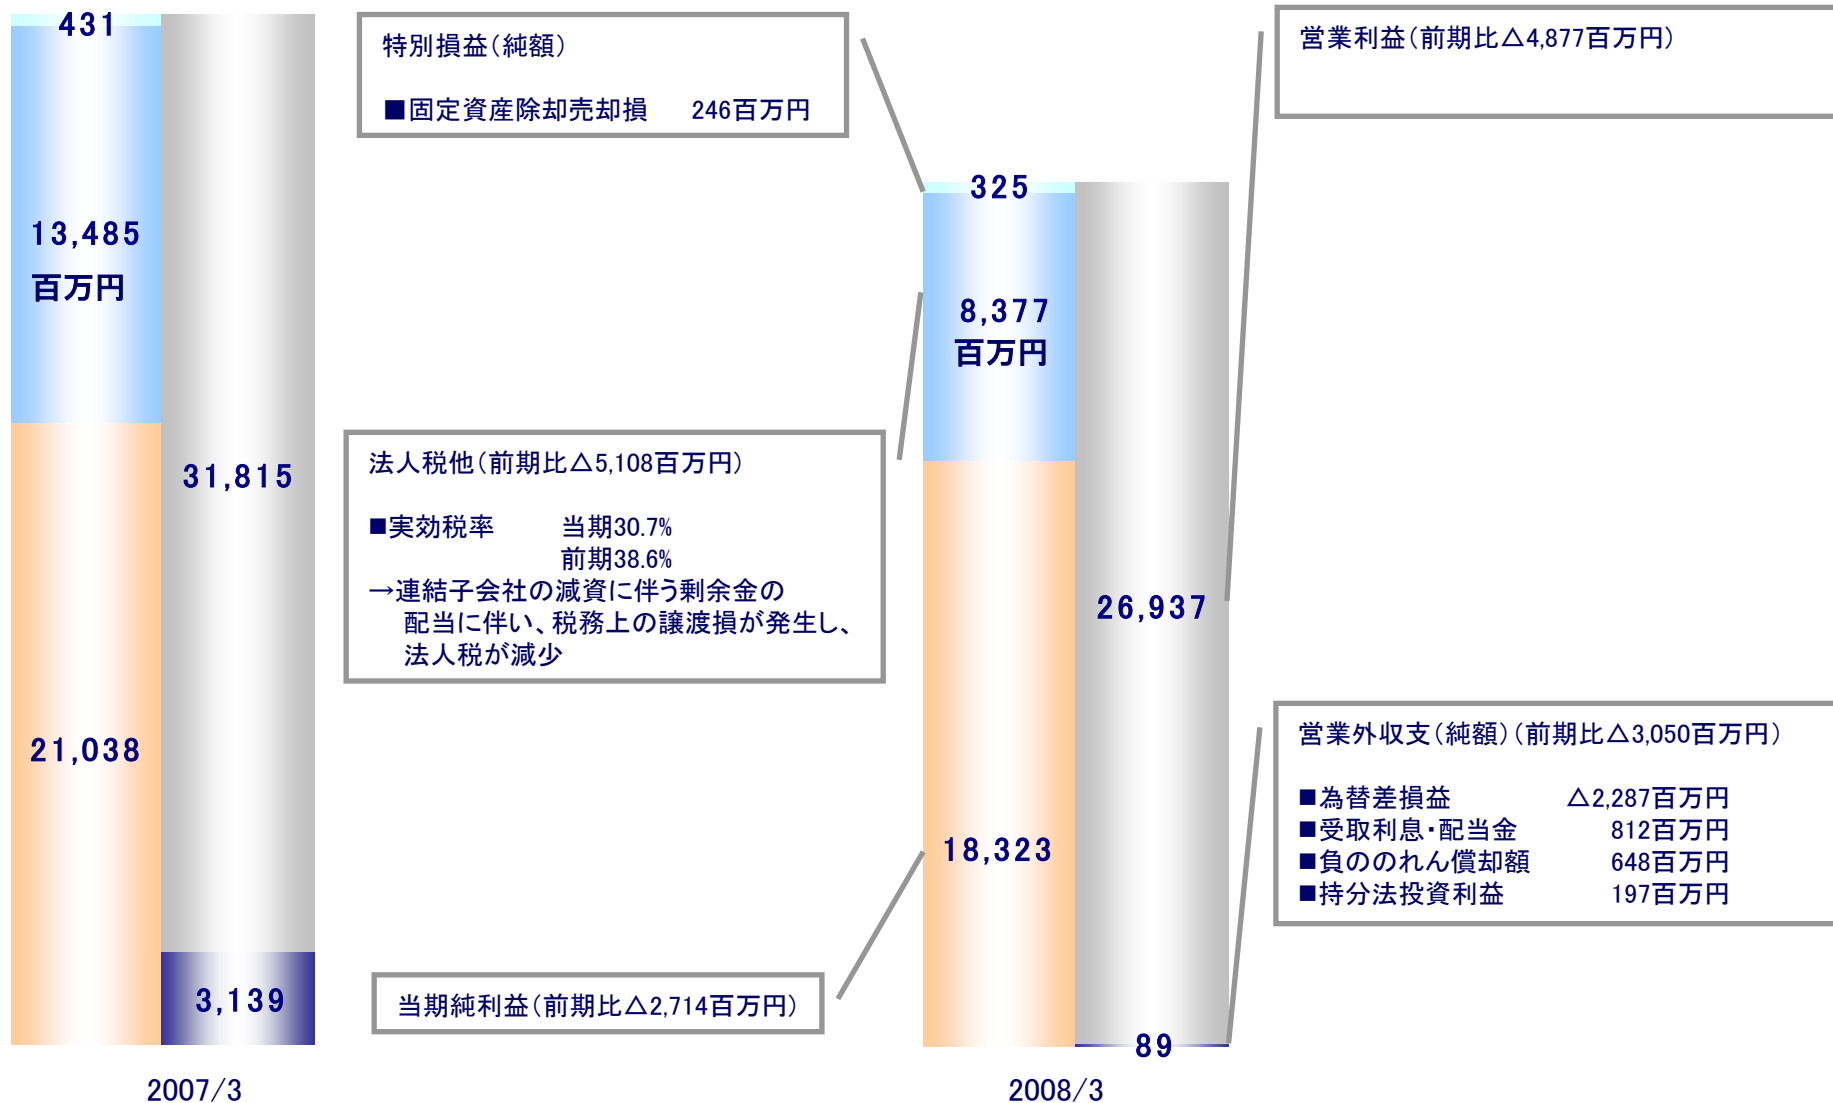 431
13,485
百万円
21,038
31,815
3,139
2007/3
特別損益(純額)
■固定資産除却売却損 246百万円
法人税他(前期比△5,108百万円)
■実効税率 当期30.7%
前期38.6%
→連結子会社の減資に伴う剰余金の
配当に伴い、税務上の譲渡損が発生し、
法人税が減少
当期純利益(前期比△2,714百万円)
325
8,377
百万円
18,323
26,937
89
2008/3
営業利益(前期比△4,877百万円)
営業外収支(純額)(前期比△3,050百万円)
■為替差損益 △2,287百万円
■受取利息・配当金 812百万円
■負ののれん償却額 648百万円
■持分法投資利益 197百万円